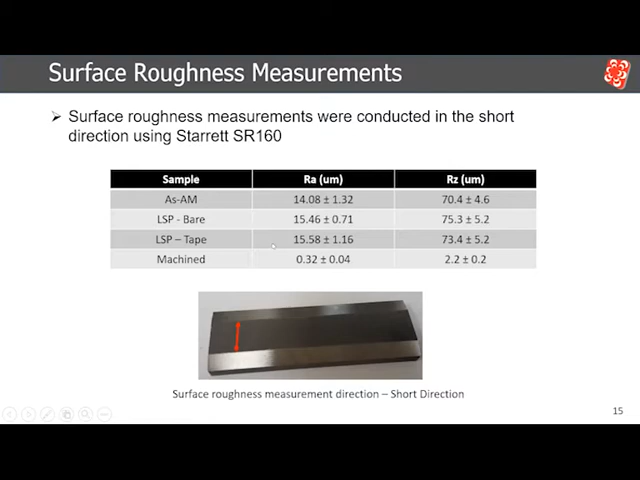 Surface Roughness Measurements
➢ Surface roughness measurements were conducted in the short
direction using Starrett SR160
Sample Ra (um) Rz (um)
As-AM 14.08 ± 1.32 70.4 ± 4.6
LSP - Bare 15.46 ± 0.71 75.3 ± 5.2
LSP – Tape 15.58 ± 1.16 73.4 ± 5.2
Machined 0.32 ± 0.04 2.2 ± 0.2
Surface roughness measurement direction – Short Direction
15